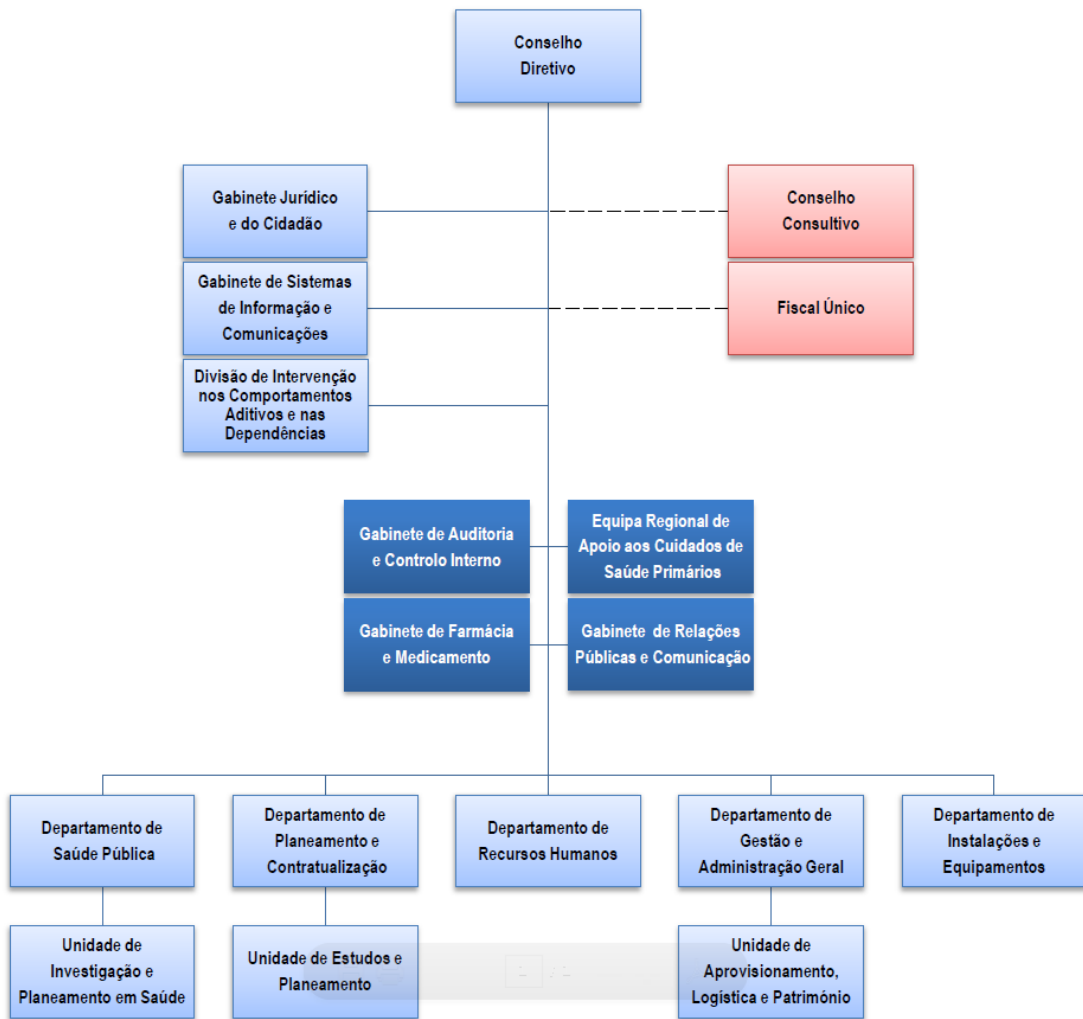 Conselho
Diretivo
Gabinete Jurídico
e do Cidadão
Conselho
Consultivo
Gabinete de Sistemas
de Informação e
Comunicações
Fiscal Único
Divisão de Intervenção
nos Comportamentos
Aditivos e nas
Dependências
Gabinete de Auditoria
e Controlo Interno
Equipa Regional de
Apoio aos Cuidados de
Saúde Primários
Gabinete de Farmácia
e Medicamento
Gabinete de Relações
Públicas e Comunicação
Departamento de
Saúde Pública
Departamento de
Planeamento e
Contratualização
Departamento de
Recursos Humanos
Departamento de
Gestão e
Administração Geral
Departamento de
Instalações e
Equipamentos
Unidade de
Investigação e
Planeamento em Saúde
Unidade de Estudos e
Planeamento
Unidade de
Aprovisionamento,
Logística e Património